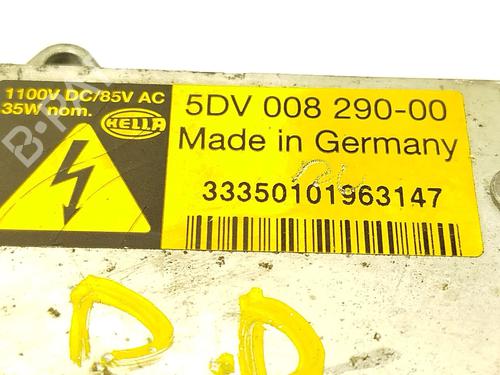 1100V DC/85V AC
35W nom.
HELLA
5DV 008 290-00
Made in Germany
33350101963147
D.D